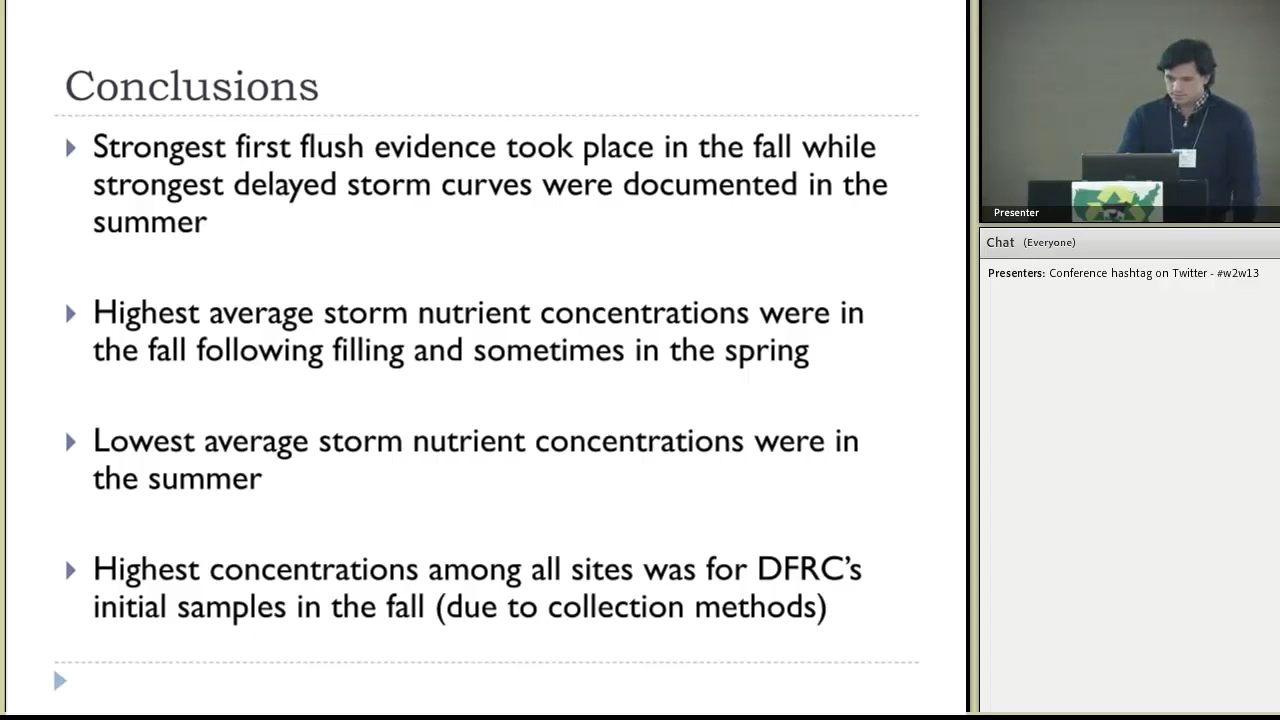 Conclusions
Strongest first flush evidence took place in the fall while
strongest delayed storm curves were documented in the
summer
Highest average storm nutrient concentrations were in
the fall following filling and sometimes in the spring
Lowest average storm nutrient concentrations were in
the summer
Highest concentrations among all sites was for DFRC’s
initial samples in the fall (due to collection methods)
Presenter
Chat (Everyone)
Presenters: Conference hashtag on Twitter - #w2w13